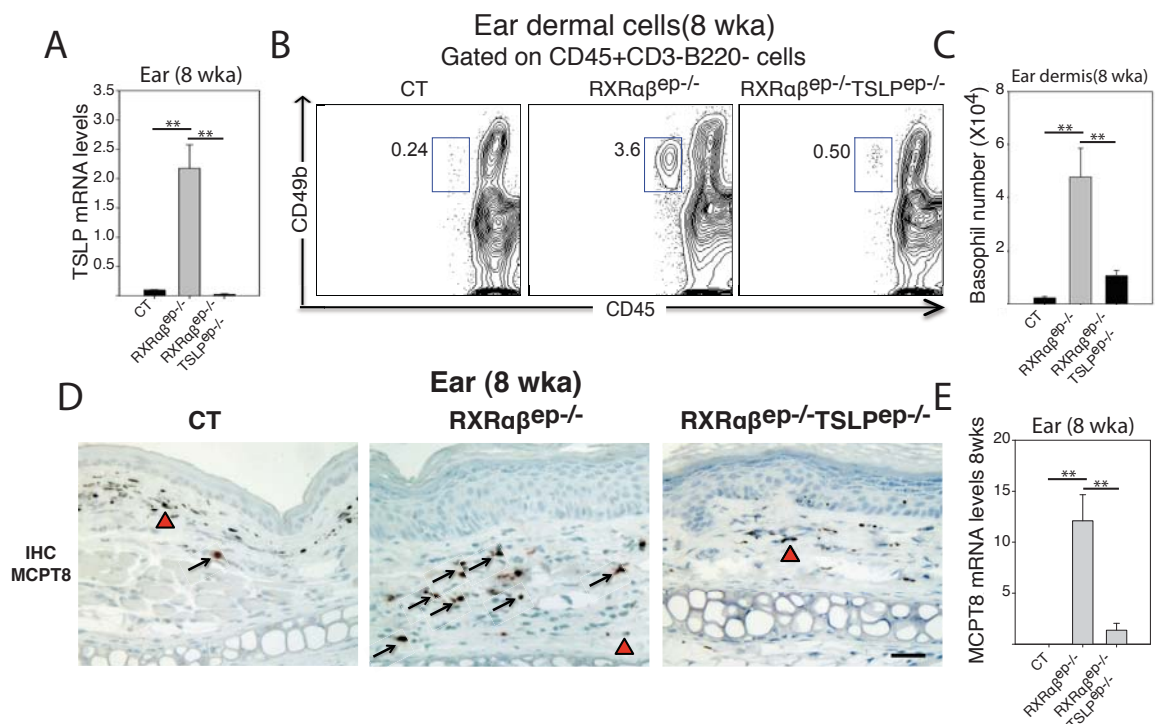 A
Ear (8 wka)
TSLP mRNA levels
3.5
3.0
2.5
2.0
1.5
1.0
0.5
**
**
CT
RXRαβep-/-
RXRαβep-/-
TSLPep-/-
B
Ear dermal cells(8 wka)
Gated on CD45+CD3-B220- cells
CT
RXRαβep-/-
RXRαβep-/-TSLPep-/-
0.24
3.6
0.50
CD49b
CD45
C
Ear dermis(8 wka)
Basophil number (X104)
8
6
4
2
**
**
CT
RXRαβep-/-
RXRαβep-/-
TSLPep-/-
D
Ear (8 wka)
CT
RXRαβep-/-
RXRαβep-/-TSLPep-/-
IHC
MCPT8
E
Ear (8 wka)
MCPT8 mRNA levels 8wks
20
15
10
5
**
**
CT
RXRαβep-/-
RXRαβep-/-
TSLPep-/-